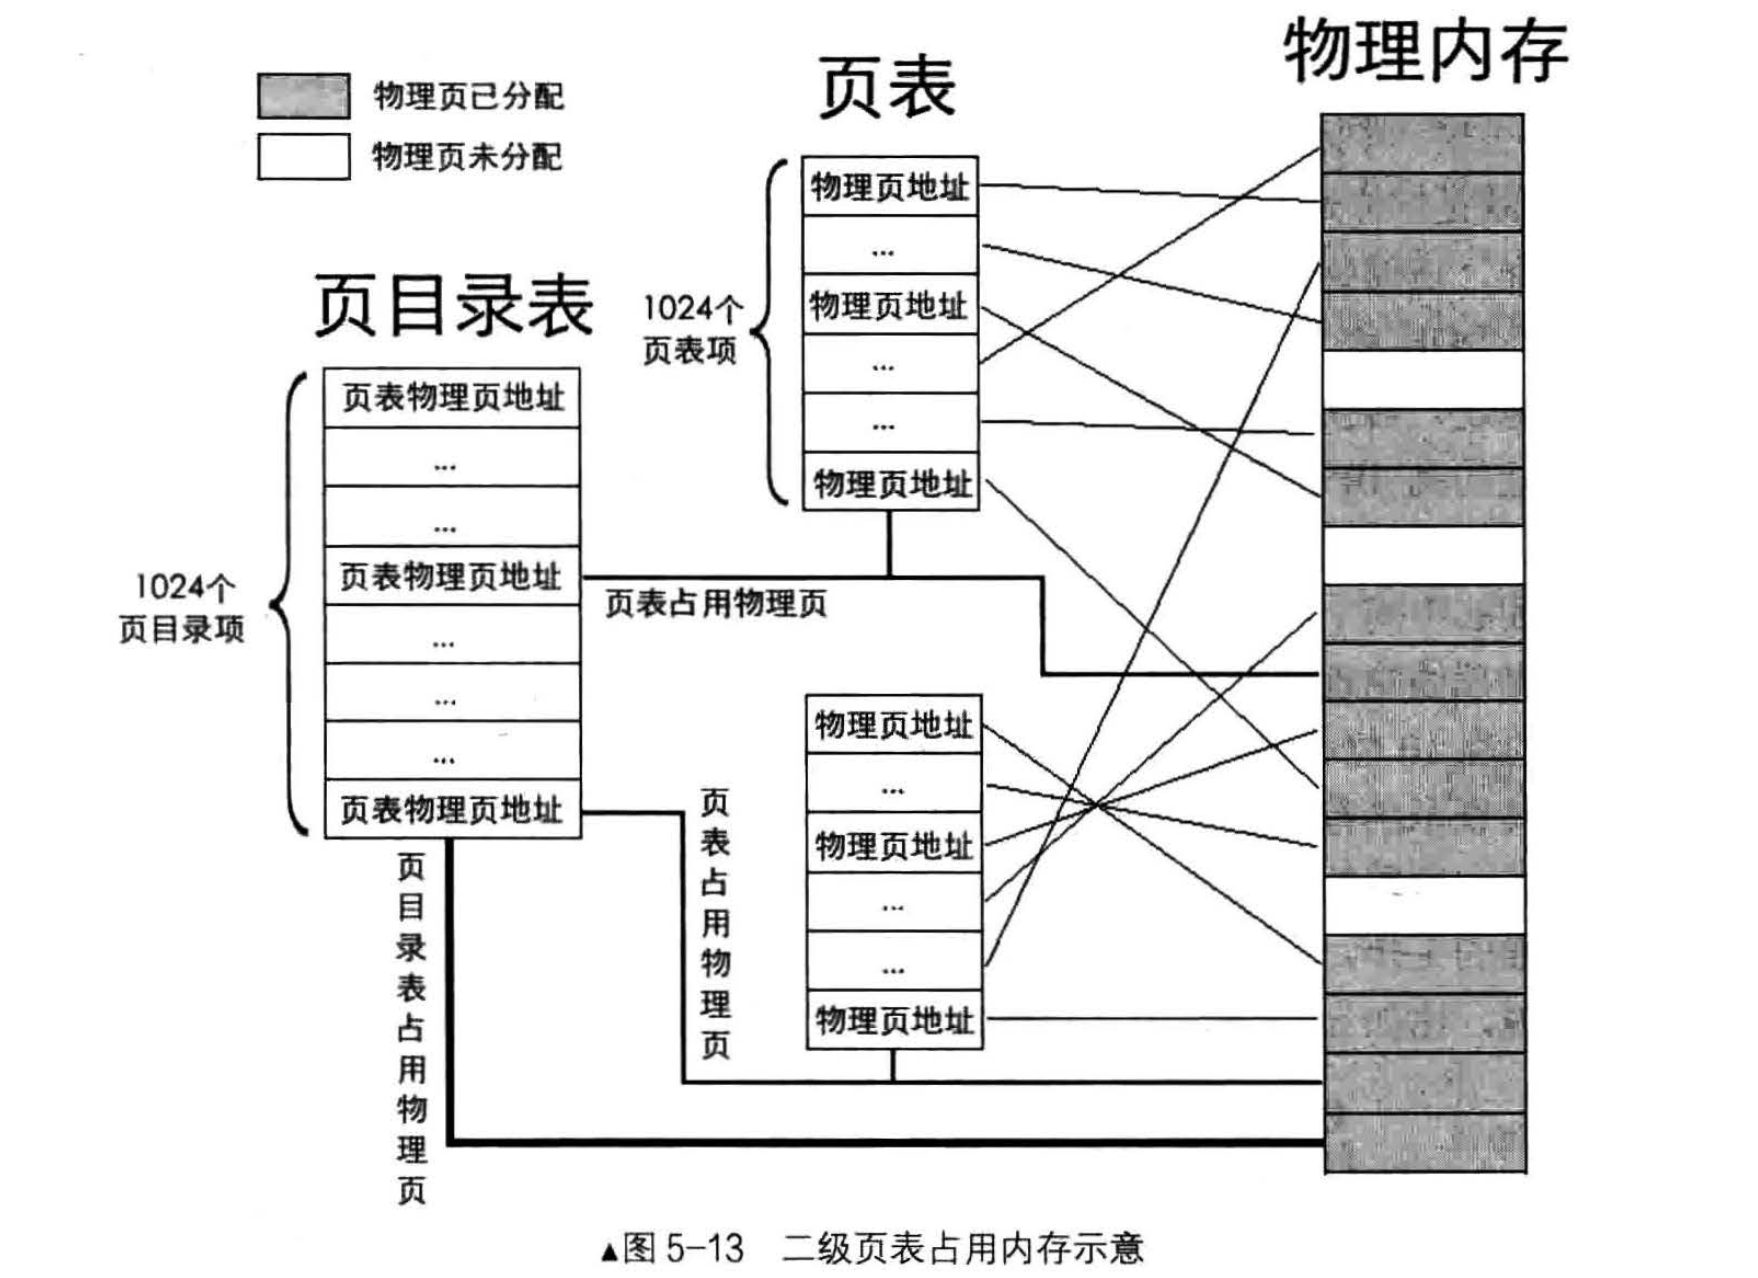 物理内存
页表
物理页已分配
物理页未分配
页目录表
1024个
页表项
物理页地址
...
物理页地址
...
...
物理页地址
1024个
页目录项
页表物理页地址
...
...
页表物理页地址
...
...
...
页表物理页地址
页表占用物理页
页表占用物理页
页目录表占用物理页
物理页地址
...
物理页地址
...
...
物理页地址
▲图 5-13 二级页表占用内存示意